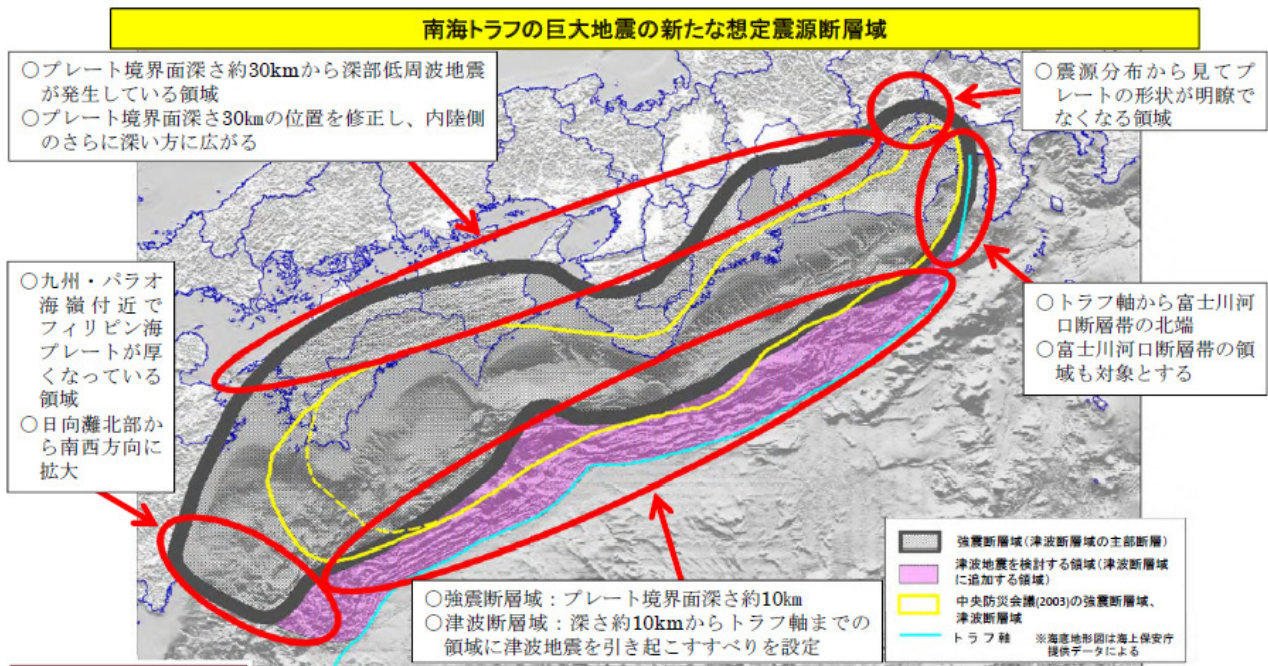 南海トラフの巨大地震の新たな想定震源断層域
○プレート境界面深さ約30kmから深部低周波地震
が発生している領域
○プレート境界面深さ30㎞の位置を修正し、内陸側
のさらに深い方に広がる
○震源分布から見てプ
レートの形状が明瞭で
なくなる領域
○九州・パラオ
海嶺付近で
フィリピン海
プレートが厚
くなっている
領域
○日向灘北部か
ら南西方向に
拡大
○トラフ軸から富士川河
口断層帯の北端
○富士川河口断層帯の領
域も対象とする
○強震断層域：プレート境界面深さ約10㎞
○津波断層域：深さ約10kmからトラフ軸までの
領域に津波地震を引き起こすすべりを設定
強震断層域(津波断層域の主部断層)
津波地震を検討する領域(津波断層域
に追加する領域)
中央防災会議(2003)の強震断層域、
津波断層域
トラフ軸 ※海底地形図は海上保安庁
提供データによる